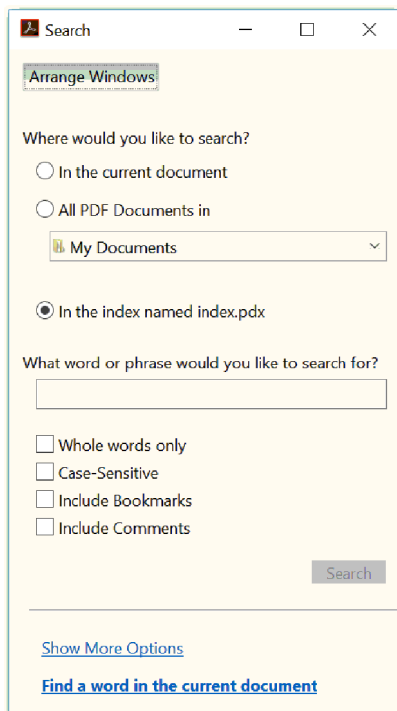 Search
Arrange Windows
Where would you like to search?
In the current document
All PDF Documents in
My Documents
In the index named index.pdx
What word or phrase would you like to search for?
Whole words only
Case-Sensitive
Include Bookmarks
Include Comments
Search
Show More Options
Find a word in the current document